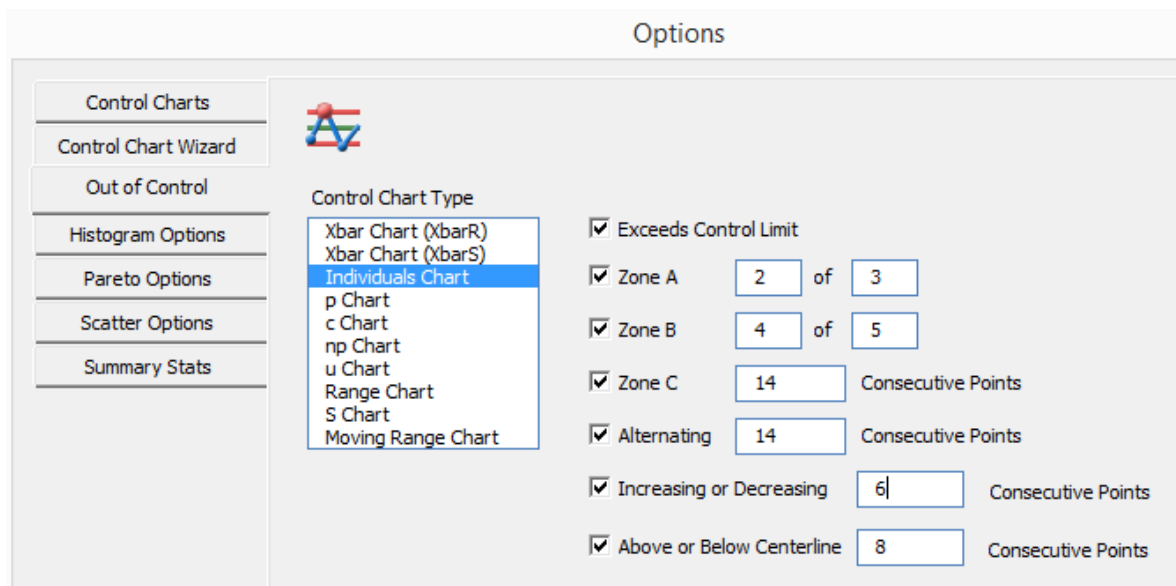 Options
Control Charts
Control Chart Wizard
Out of Control
Histogram Options
Pareto Options
Scatter Options
Summary Stats
Control Chart Type
Xbar Chart (XbarR)
Xbar Chart (XbarS)
Individuals Chart
p Chart
c Chart
np Chart
u Chart
Range Chart
S Chart
Moving Range Chart
Exceeds Control Limit
Zone A 2 of 3
Zone B 4 of 5
Zone C 14 Consecutive Points
Alternating 14 Consecutive Points
Increasing or Decreasing 6 Consecutive Points
Above or Below Centerline 8 Consecutive Points